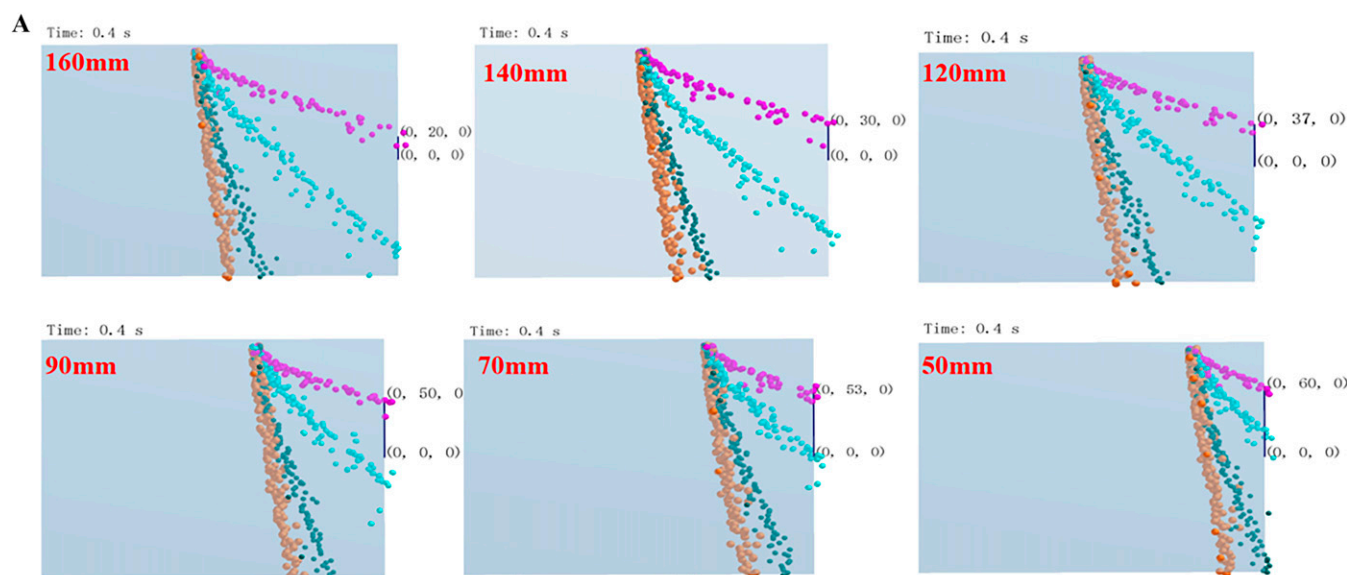 A
Time: 0.4 s
160mm
(0, 20, 0)
(0, 0, 0)
Time: 0.4 s
140mm
(0, 30, 0)
(0, 0, 0)
Time: 0.4 s
120mm
(0, 37, 0)
(0, 0, 0)
Time: 0.4 s
90mm
(0, 50, 0
(0, 0, 0)
Time: 0.4 s
70mm
(0, 53, 0)
(0, 0, 0)
Time: 0.4 s
50mm
(0, 60, 0)
(0, 0, 0)